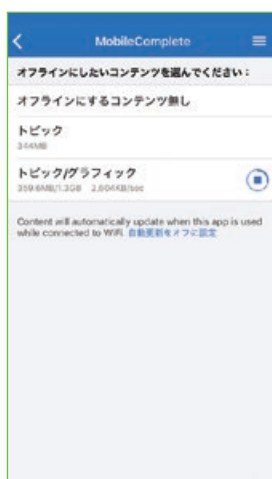 MobileComplete
オフラインにしたいコンテンツを選んでください：
オフラインにするコンテンツ無し
トピック
344MB
トピック/グラフィック
359.6MB/1.3GB 2,604KB/sec
Content will automatically update when this app is used
while connected to WiFi. 自動更新をオフに設定